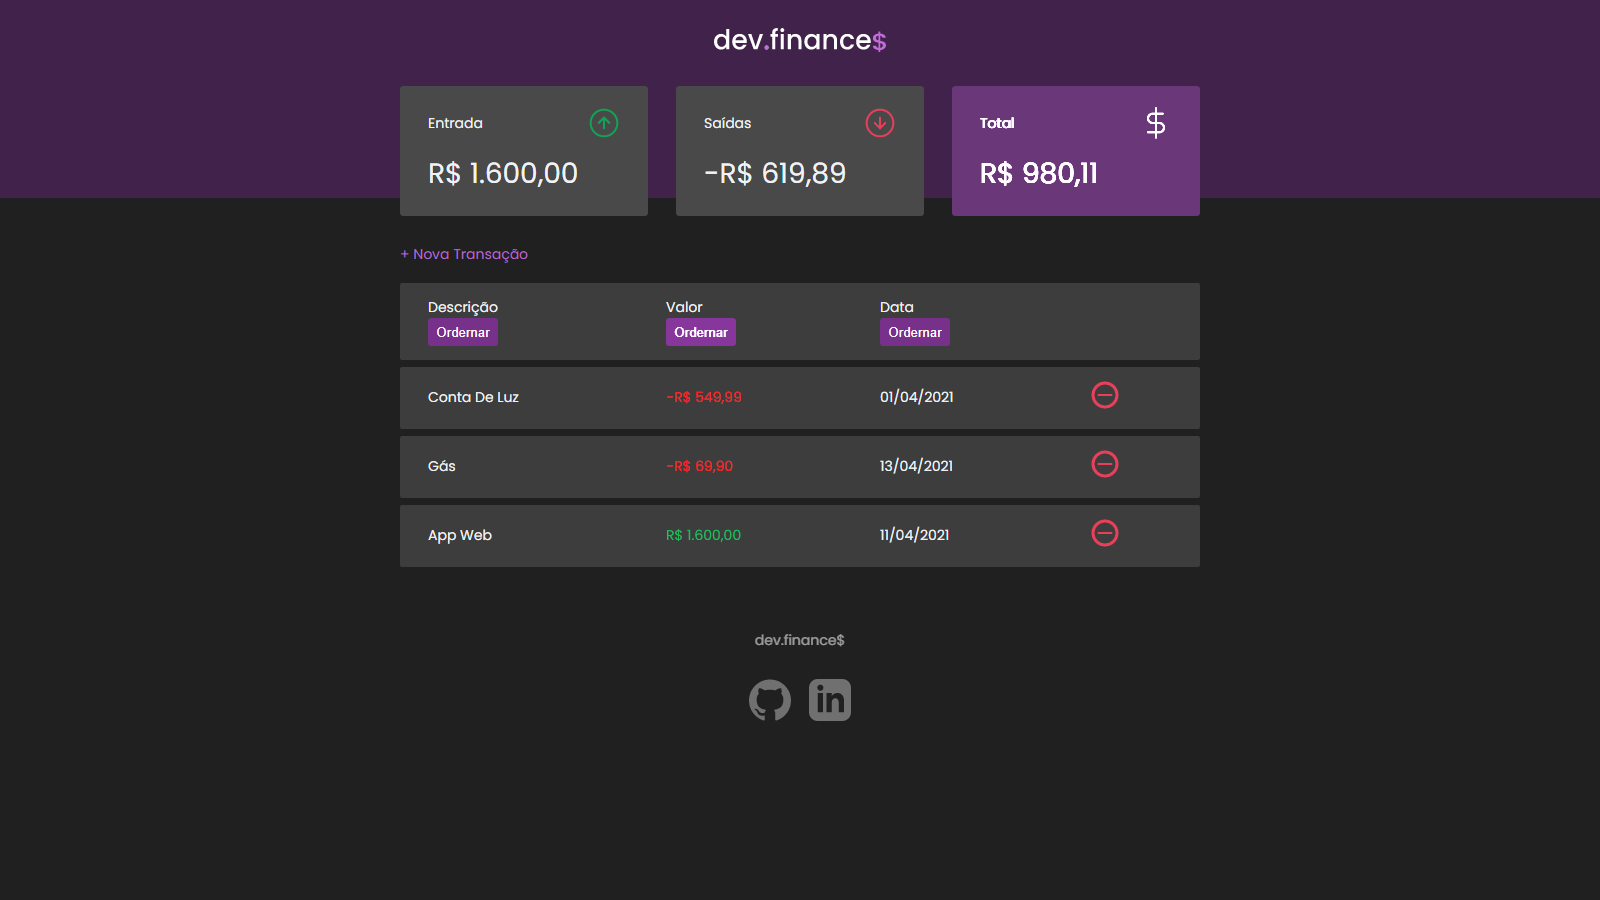 dev.finance$
Entrada
R$ 1.600,00
Saídas
-R$ 619,89
Total
R$ 980,11
+ Nova Transação
Descrição Valor Data
Ordernar Ordernar Ordernar
Conta De Luz -R$ 549,99 01/04/2021
Gás -R$ 69,90 13/04/2021
App Web R$ 1.600,00 11/04/2021
dev.finance$
in